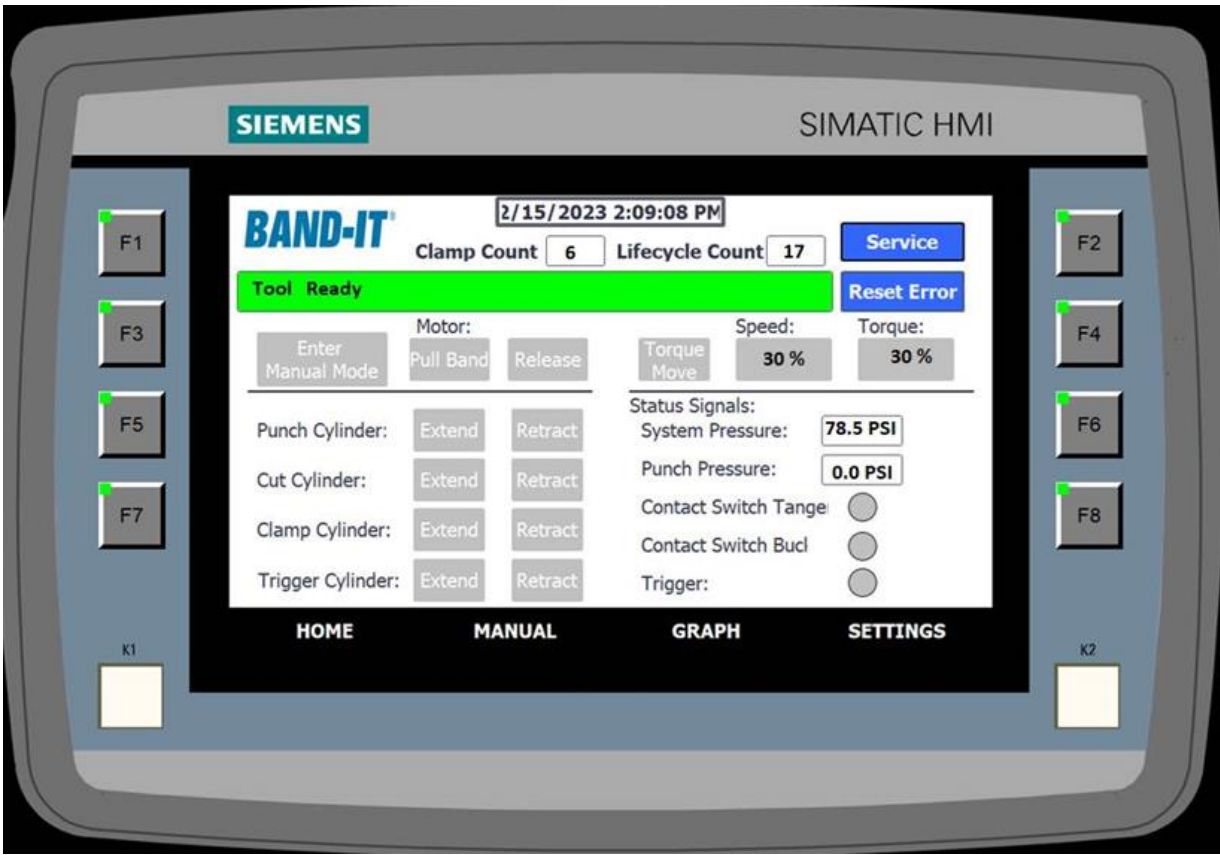 SIEMENS SIMATIC HMI
BAND-IT® 2/15/2023 2:09:08 PM
Clamp Count 6 Lifecycle Count 17 Service
Tool Ready Reset Error
Motor: Speed: Torque:
Enter Manual Mode Pull Band Release Torque Move 30 % 30 %
Status Signals:
Punch Cylinder: Extend Retract System Pressure: 78.5 PSI
Cut Cylinder: Extend Retract Punch Pressure: 0.0 PSI
Contact Switch Tange
Clamp Cylinder: Extend Retract Contact Switch Bucl
Trigger Cylinder: Extend Retract Trigger:
HOME MANUAL GRAPH SETTINGS
F1 F2
F3 F4
F5 F6
F7 F8
K1 K2